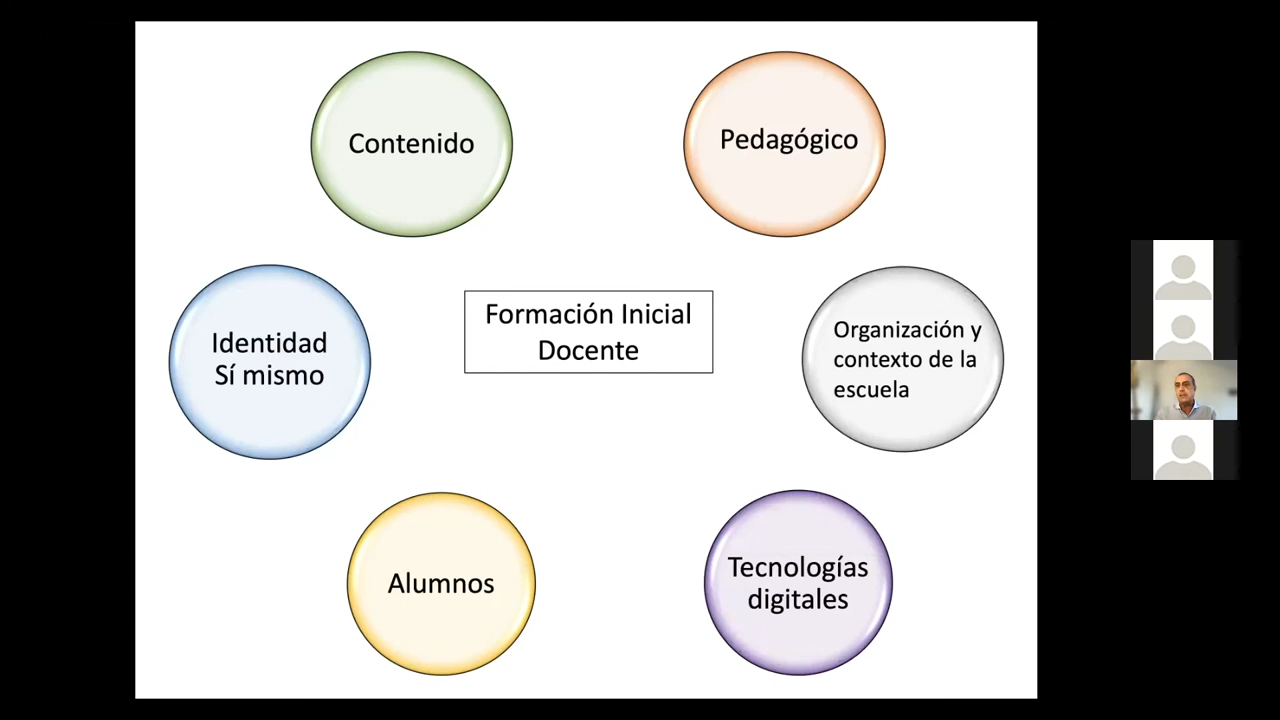 Contenido
Pedagógico
Identidad
Sí mismo
Formación Inicial
Docente
Organización y
contexto de la
escuela
Alumnos
Tecnologías
digitales